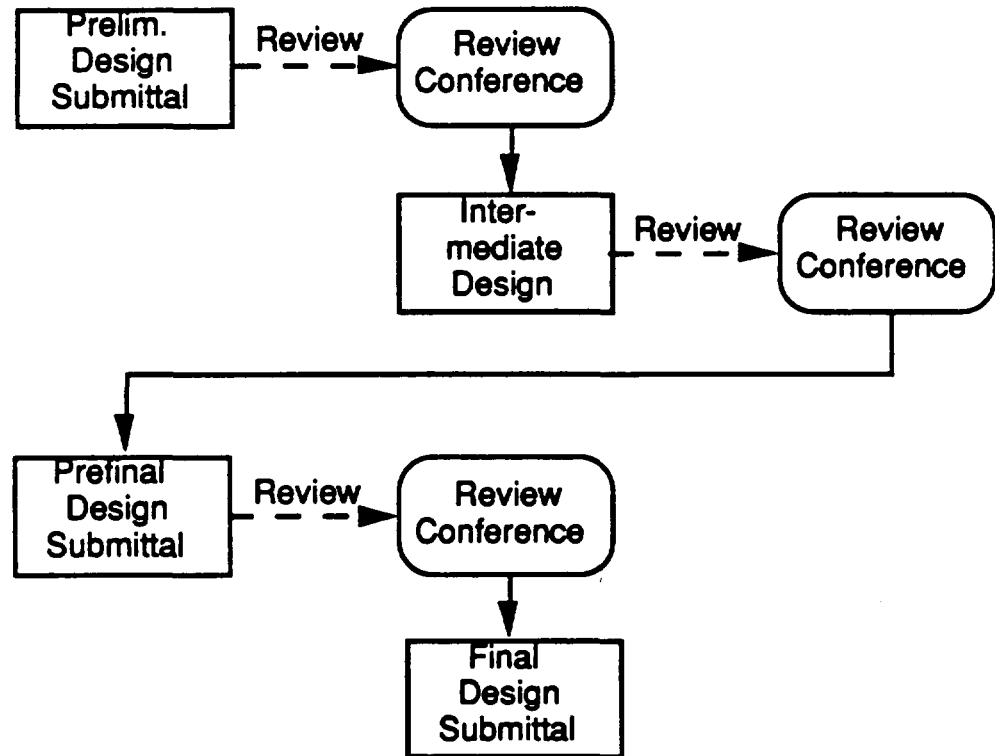 Prelim.
Design
Submittal
Review
Review
Conference
Inter-
mediate
Design
Review
Review
Conference
Prefinal
Design
Submittal
Review
Review
Conference
Final
Design
Submittal